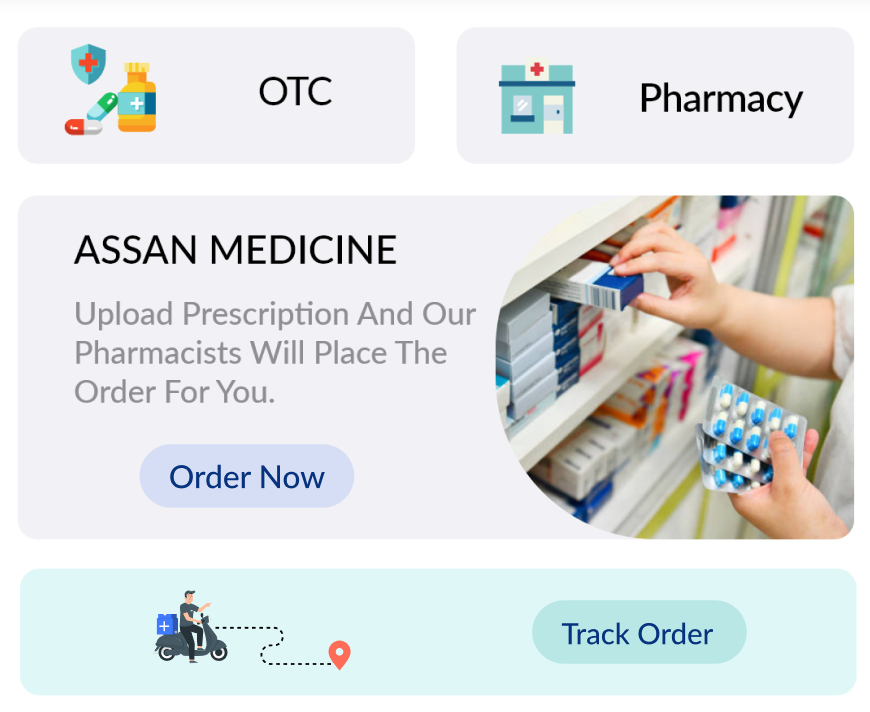 OTC
Pharmacy
ASSAN MEDICINE
Upload Prescription And Our
Pharmacists Will Place The
Order For You.
Order Now
Track Order